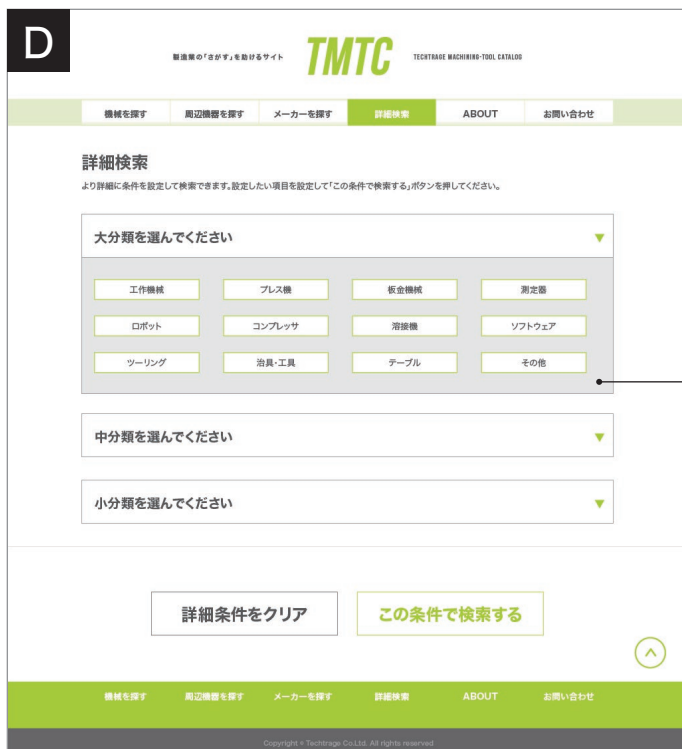 D
製造業の「さがす」を助けるサイト TMTC TECHTRAGE MACHINING-TOOL CATALOG
機械を探す 周辺機器を探す メーカーを探す 詳細検索 ABOUT お問い合わせ
詳細検索
より詳細に条件を設定して検索できます。設定したい項目を設定して「この条件で検索する」ボタンを押してください。
大分類を選んでください ▼
工作機械 プレス機 板金機械 測定器
ロボット コンプレッサ 溶接機 ソフトウェア
ツーリング 治具・工具 テーブル その他
中分類を選んでください ▼
小分類を選んでください ▼
詳細条件をクリア この条件で検索する
機械を探す 周辺機器を探す メーカーを探す 詳細検索 ABOUT お問い合わせ
Copyright © Techtrage Co.Ltd. All rights reserved